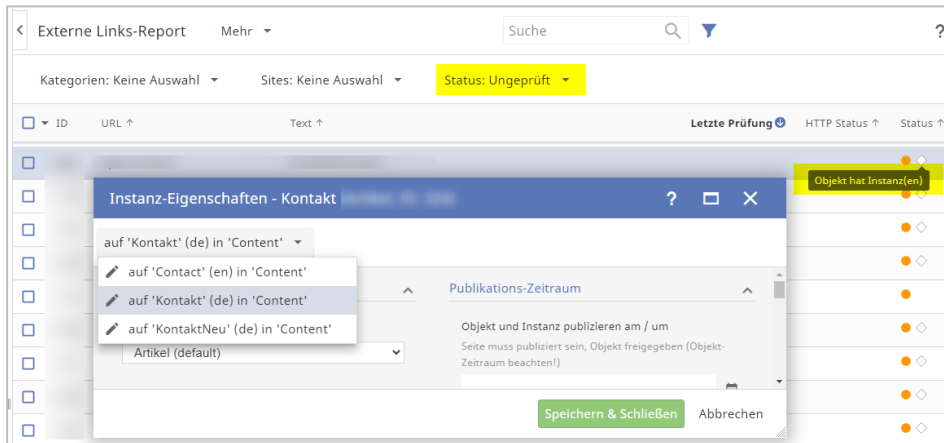 Externe Links-Report Mehr Suche ?
Kategorien: Keine Auswahl Sites: Keine Auswahl Status: Ungeprüft
ID URL ↑ Text ↑ Letzte Prüfung HTTP Status ↑ Status ↑
Objekt hat Instanz(en)
Instanz-Eigenschaften - Kontakt ?
auf 'Kontakt' (de) in 'Content'
auf 'Contact' (en) in 'Content'
auf 'Kontakt' (de) in 'Content'
auf 'KontaktNeu' (de) in 'Content'
Artikel (default)
Publikations-Zeitraum
Objekt und Instanz publizieren am / um
Seite muss publiziert sein, Objekt freigegeben (Objekt-
Zeitraum beachten!)
Speichern & Schließen Abbrechen